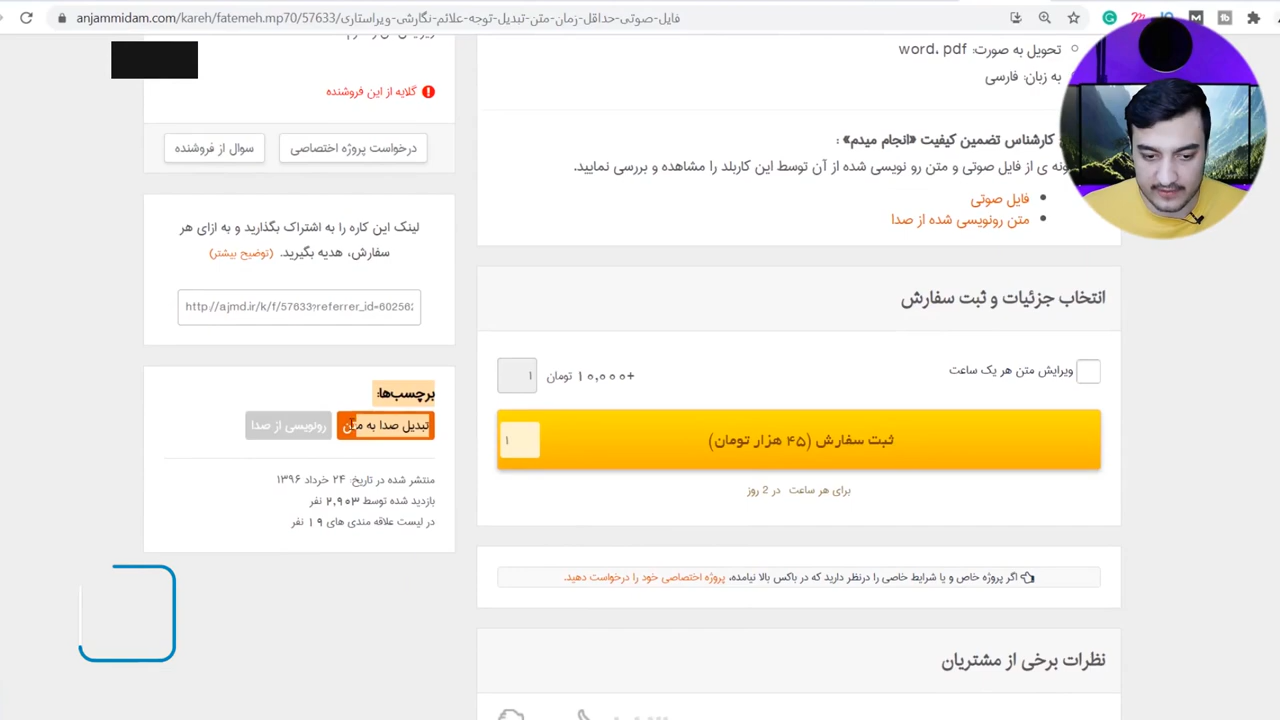 anjammidam.com/kareh/fatemeh.mp70/57633/فایل-صوتی-حداقل-زمان-متن-تبدیل-توجه-علائم-نگارشی-ویراستاری
تحویل به صورت: word، pdf
به زبان: فارسی
کارشناس تضمین کیفیت «انجام میدم» :
ی از فایل صوتی و متن رو نویسی شده از آن توسط این کاربلد را مشاهده و بررسی نمایید.
فایل صوتی
متن رونویسی شده از صدا
انتخاب جزئیات و ثبت سفارش
ویرایش متن هر یک ساعت
+۱۰,۰۰۰ تومان
۱
ثبت سفارش (۴۵ هزار تومان)
۱
برای هر ساعت در 2 روز
اگر پروژه خاص و یا شرایط خاصی را درنظر دارید که در باکس بالا نیامده، پروژه اختصاصی خود را درخواست دهید.
نظرات برخی از مشتریان
گلایه از این فروشنده
درخواست پروژه اختصاصی
سوال از فروشنده
لینک این کاره را به اشتراک بگذارید و به ازای هر
سفارش، هدیه بگیرید. (توضیح بیشتر)
http://ajmd.ir/k/f/57633?referrer_id=60256
برچسب‌ها:
تبدیل صدا به متن
رونویسی از صدا
منتشر شده در تاریخ: ۲۴ خرداد ۱۳۹۶
بازدید شده توسط ۲,۹۰۳ نفر
در لیست علاقه مندی های ۱۹ نفر